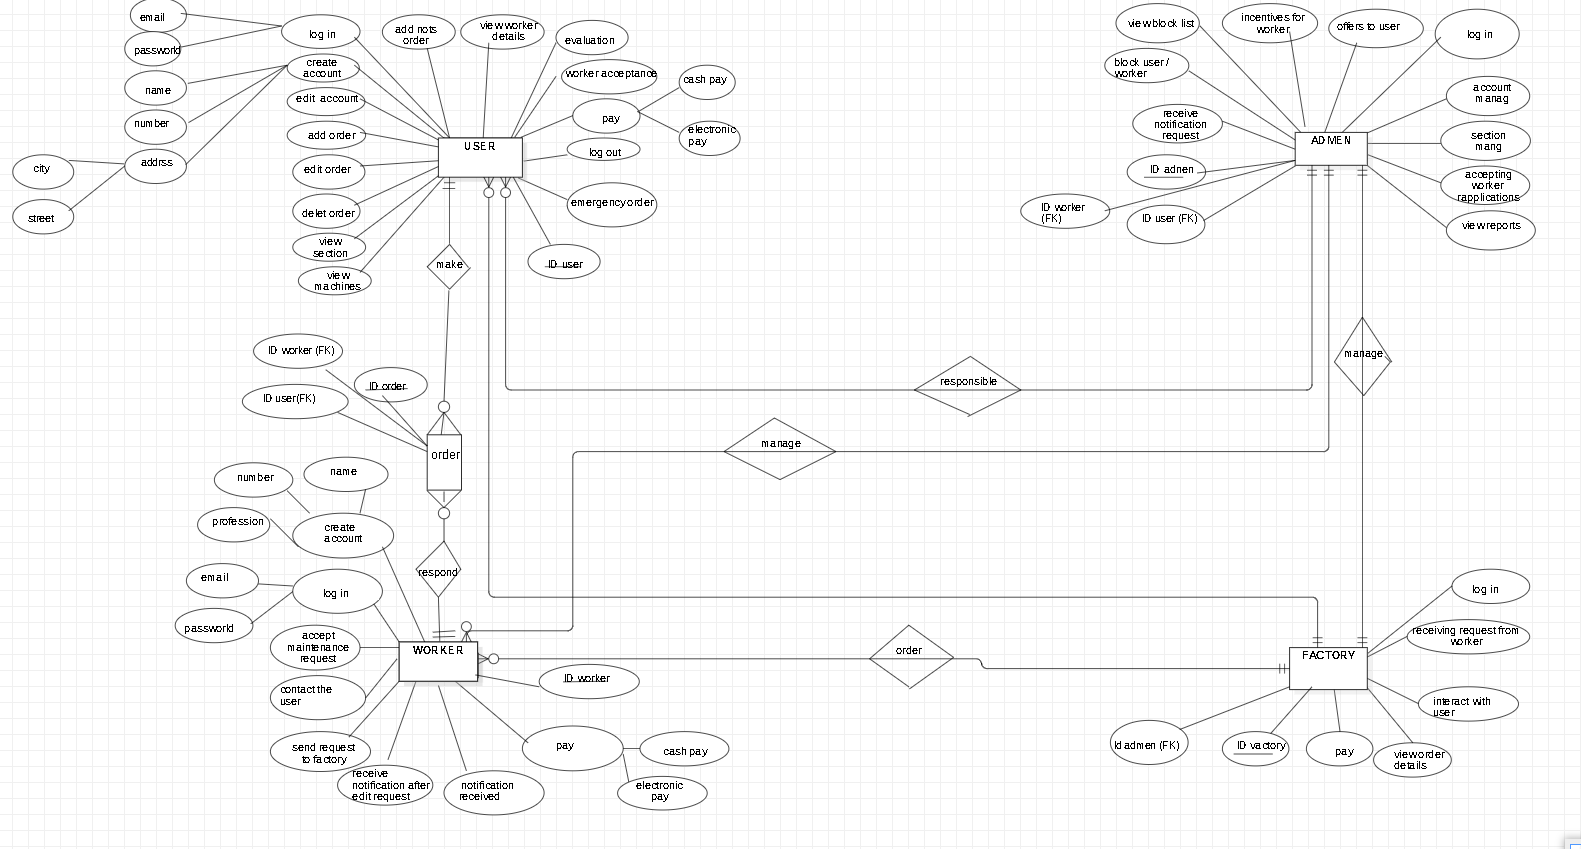 email
passworld
name
number
addrss
city
street
log in
create
account
edit account
add order
edit order
delet order
view
section
view
machines
add nots
order
view worker
details
evaluation
worker acceptance
cash pay
pay
electronic
pay
log out
emergency order
ID user
USER
make
view block list
incentives for
worker
offers to user
log in
block user /
worker
account
manag
receive
notification
request
section
mang
ADMEN
ID adnen
accepting
worker
rapplications
ID worker
(FK)
ID user (FK)
view reports
ID worker (FK)
ID order
ID user(FK)
order
responsible
manage
manage
number
name
profession
create
account
respond
email
log in
passworld
accept
maintenance
request
WORKER
contact the
user
send request
to factory
receive
notification after
edit request
notification
received
ID worker
pay
cash pay
electronic
pay
order
FACTORY
log in
receiving request from
worker
interact with
user
Id admen (FK)
ID vactory
pay
view order
details